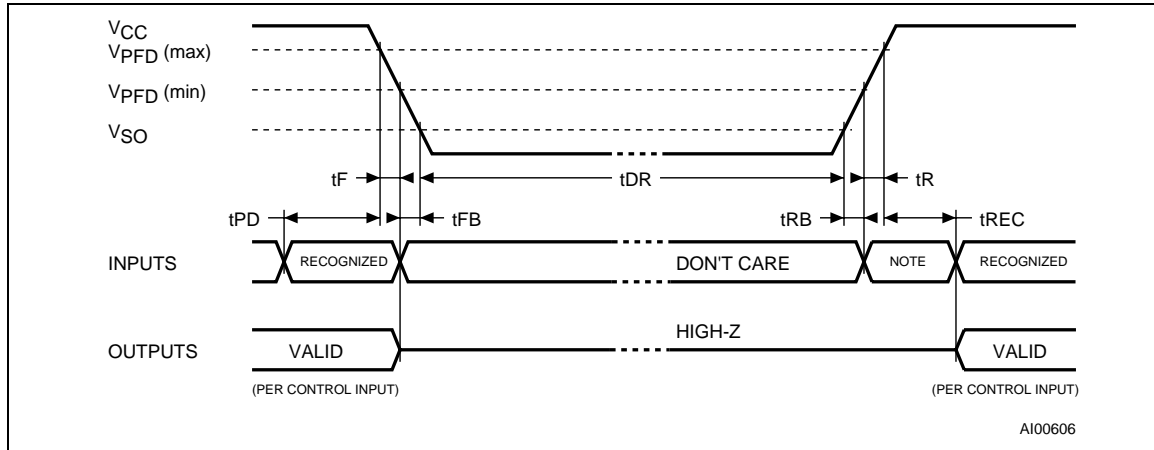 VCC
VPFD (max)
VPFD (min)
VSO
tF
tDR
tR
tPD
tFB
tRB
tREC
INPUTS
RECOGNIZED
DON'T CARE
NOTE
RECOGNIZED
HIGH-Z
OUTPUTS
VALID
VALID
(PER CONTROL INPUT)
(PER CONTROL INPUT)
AI00606